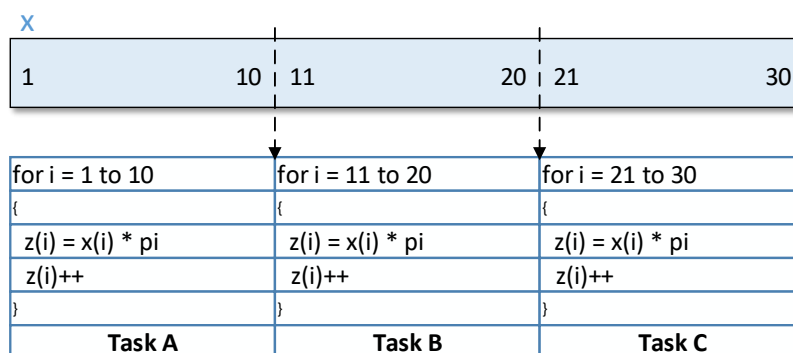 X
1 10 11 20 21 30
for i = 1 to 10 for i = 11 to 20 for i = 21 to 30
{ { {
z(i) = x(i) * pi z(i) = x(i) * pi z(i) = x(i) * pi
z(i)++ z(i)++ z(i)++
} } }
Task A Task B Task C